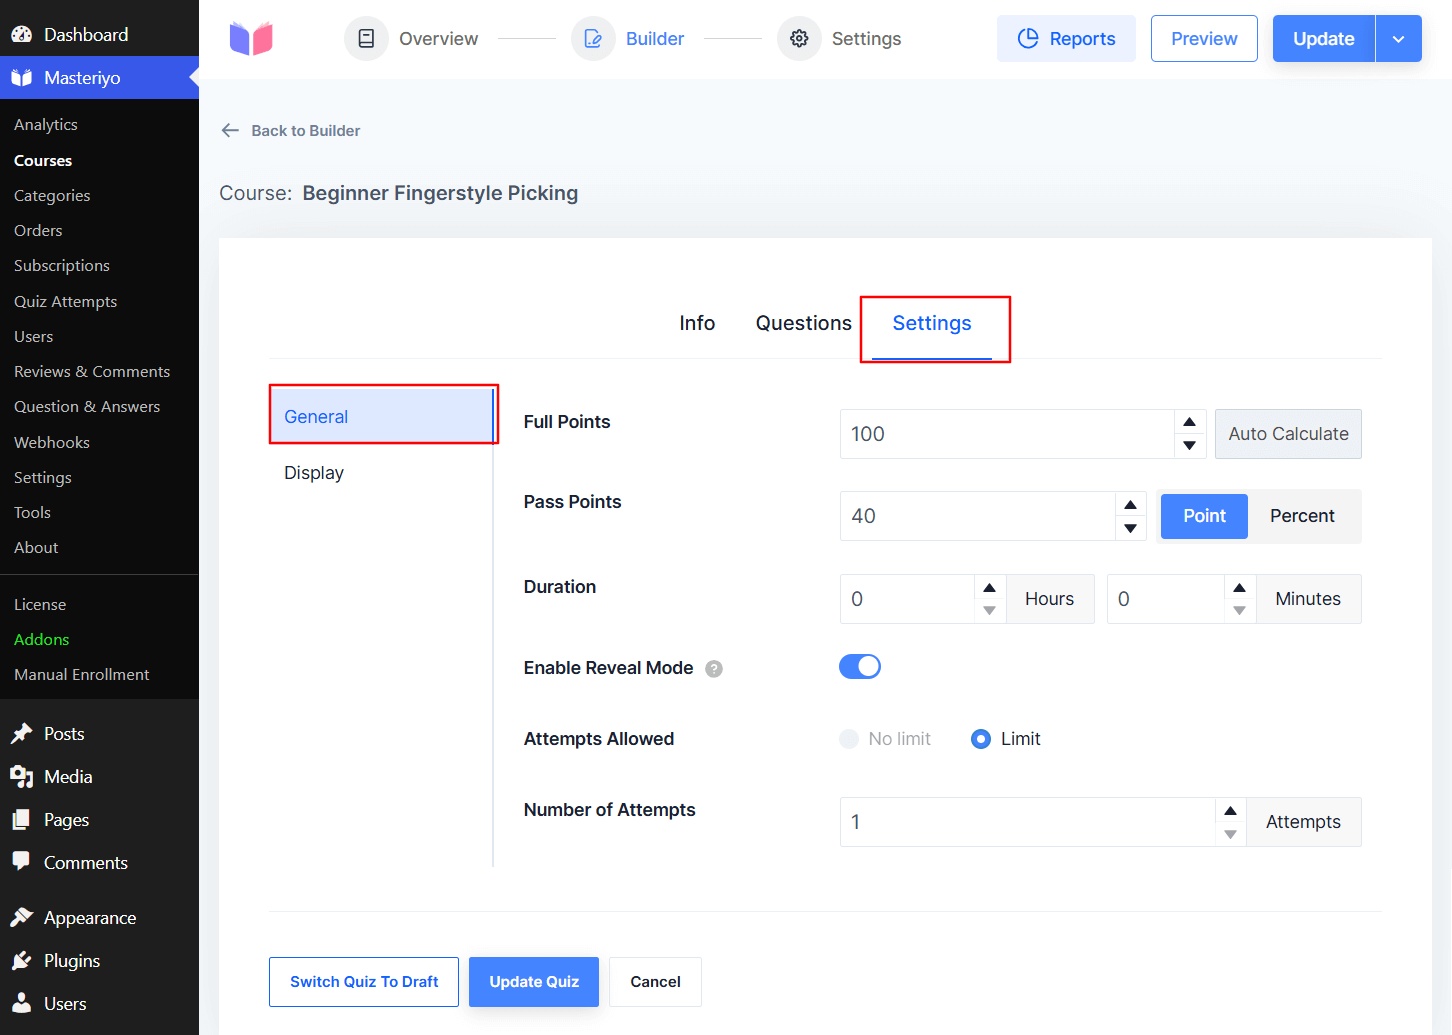 Dashboard
Masteriyo
Analytics
Courses
Categories
Orders
Subscriptions
Quiz Attempts
Users
Reviews & Comments
Question & Answers
Webhooks
Settings
Tools
About
License
Addons
Manual Enrollment
Posts
Media
Pages
Comments
Appearance
Plugins
Users
Overview
Builder
Settings
Reports
Preview
Update
Back to Builder
Course: Beginner Fingerstyle Picking
Info
Questions
Settings
General
Display
Full Points
100
Auto Calculate
Pass Points
40
Point
Percent
Duration
0
Hours
0
Minutes
Enable Reveal Mode ?
Attempts Allowed
No limit
Limit
Number of Attempts
1
Attempts
Switch Quiz To Draft
Update Quiz
Cancel